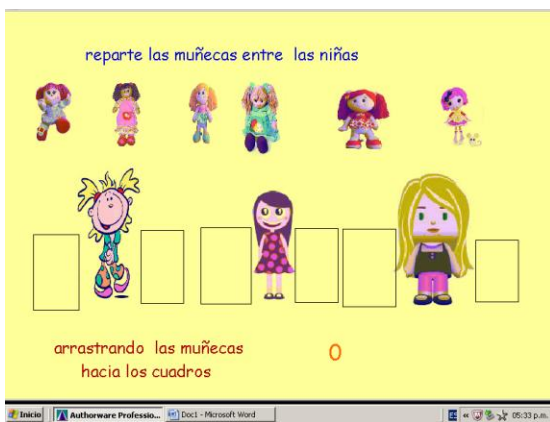 reparte las muñecas entre las niñas
arrastrando las muñecas
hacia los cuadros
0
Inicio
Authorware Professio...
Doc1 - Microsoft Word
05:33 p.m.